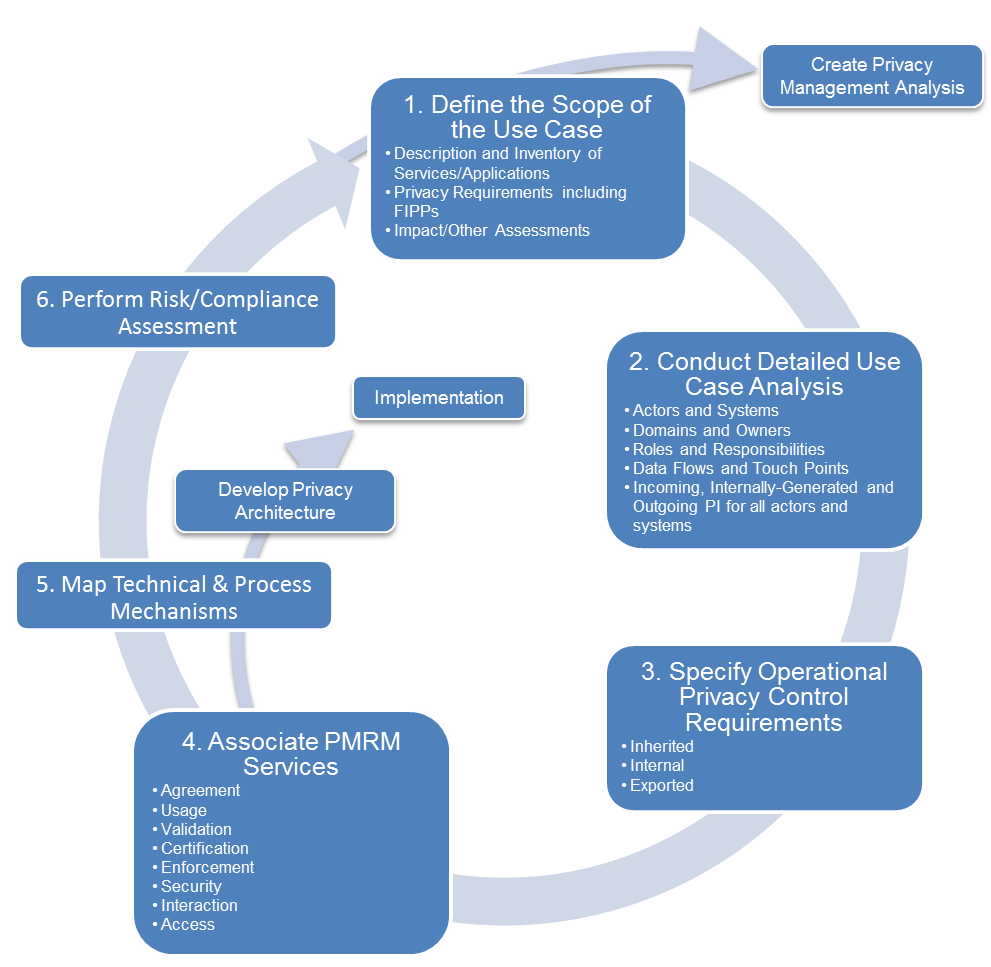 Create Privacy
Management Analysis
1. Define the Scope of
the Use Case
• Description and Inventory of
Services/Applications
• Privacy Requirements including
FIPPs
• Impact/Other Assessments
2. Conduct Detailed Use
Case Analysis
• Actors and Systems
• Domains and Owners
• Roles and Responsibilities
• Data Flows and Touch Points
• Incoming, Internally-Generated and
Outgoing PI for all actors and
systems
3. Specify Operational
Privacy Control
Requirements
• Inherited
• Internal
• Exported
4. Associate PMRM
Services
• Agreement
• Usage
• Validation
• Certification
• Enforcement
• Security
• Interaction
• Access
5. Map Technical & Process
Mechanisms
Develop Privacy
Architecture
Implementation
6. Perform Risk/Compliance
Assessment